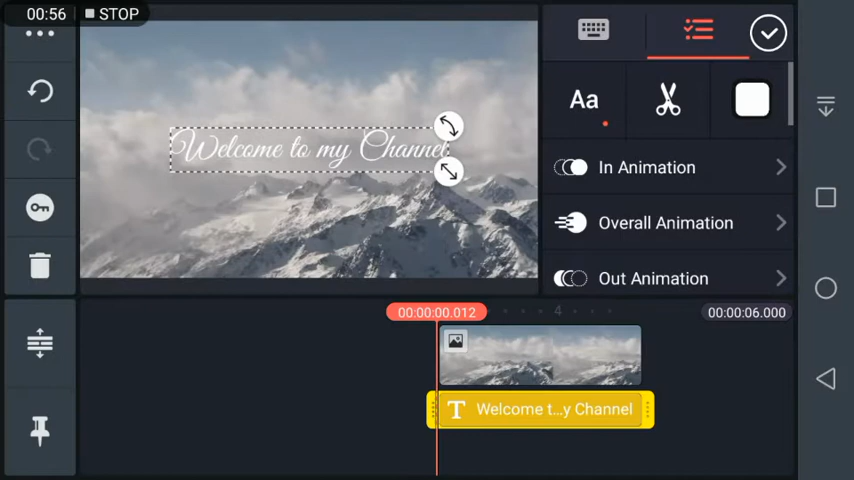 00:56 STOP
Welcome to my Channel
Aa
In Animation
Overall Animation
Out Animation
00:00:00.012
4
00:00:06.000
T Welcome t...y Channel